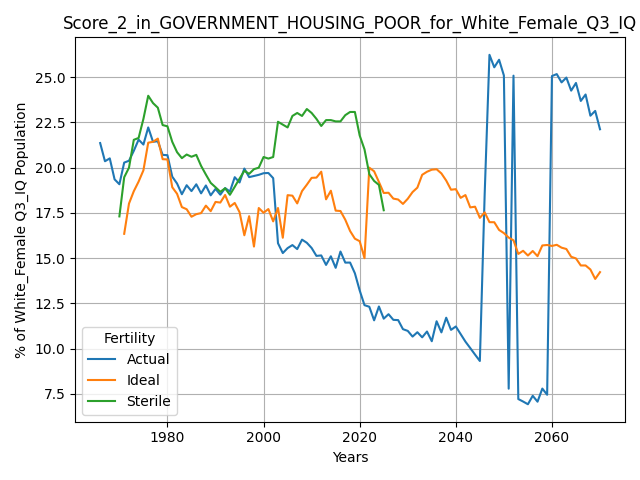 Score_2_in_GOVERNMENT_HOUSING_POOR_for_White_Female_Q3_IQ
% of White_Female Q3_IQ Population
25.0
22.5
20.0
17.5
15.0
12.5
10.0
7.5
Fertility
Actual
Ideal
Sterile
1980
2000
2020
2040
2060
Years